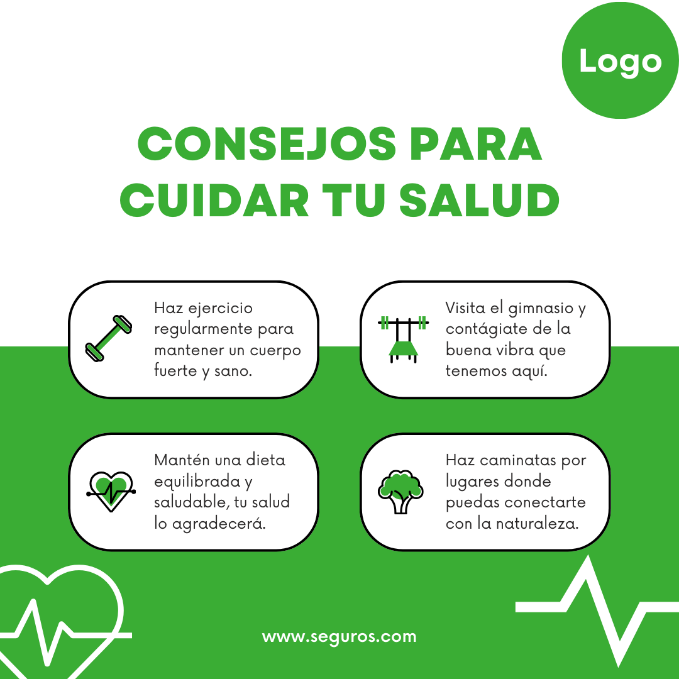 Logo
CONSEJOS PARA
CUIDAR TU SALUD
Haz ejercicio
regularmente para
mantener un cuerpo
fuerte y sano.
Visita el gimnasio y
contágiate de la
buena vibra que
tenemos aquí.
Mantén una dieta
equilibrada y
saludable, tu salud
lo agradecerá.
Haz caminatas por
lugares donde
puedas conectarte
con la naturaleza.
www.seguros.com